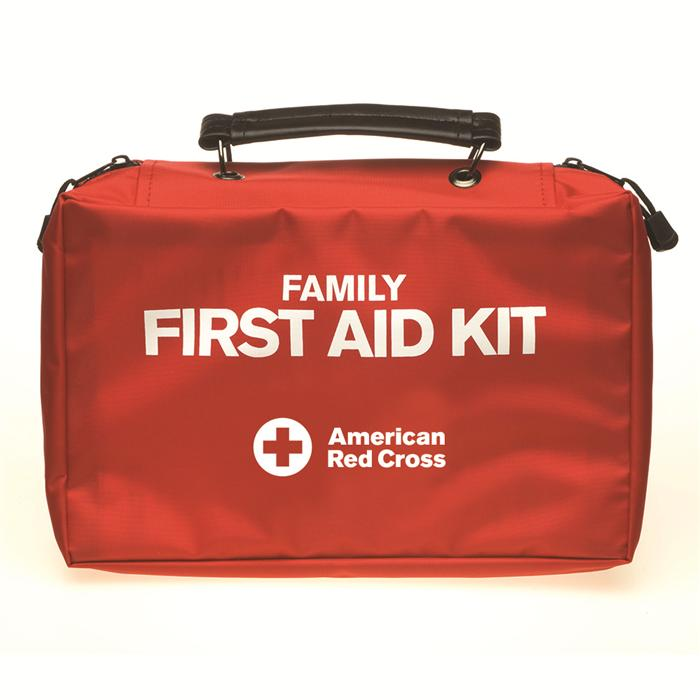 FAMILY
FIRST AID KIT
American
Red Cross